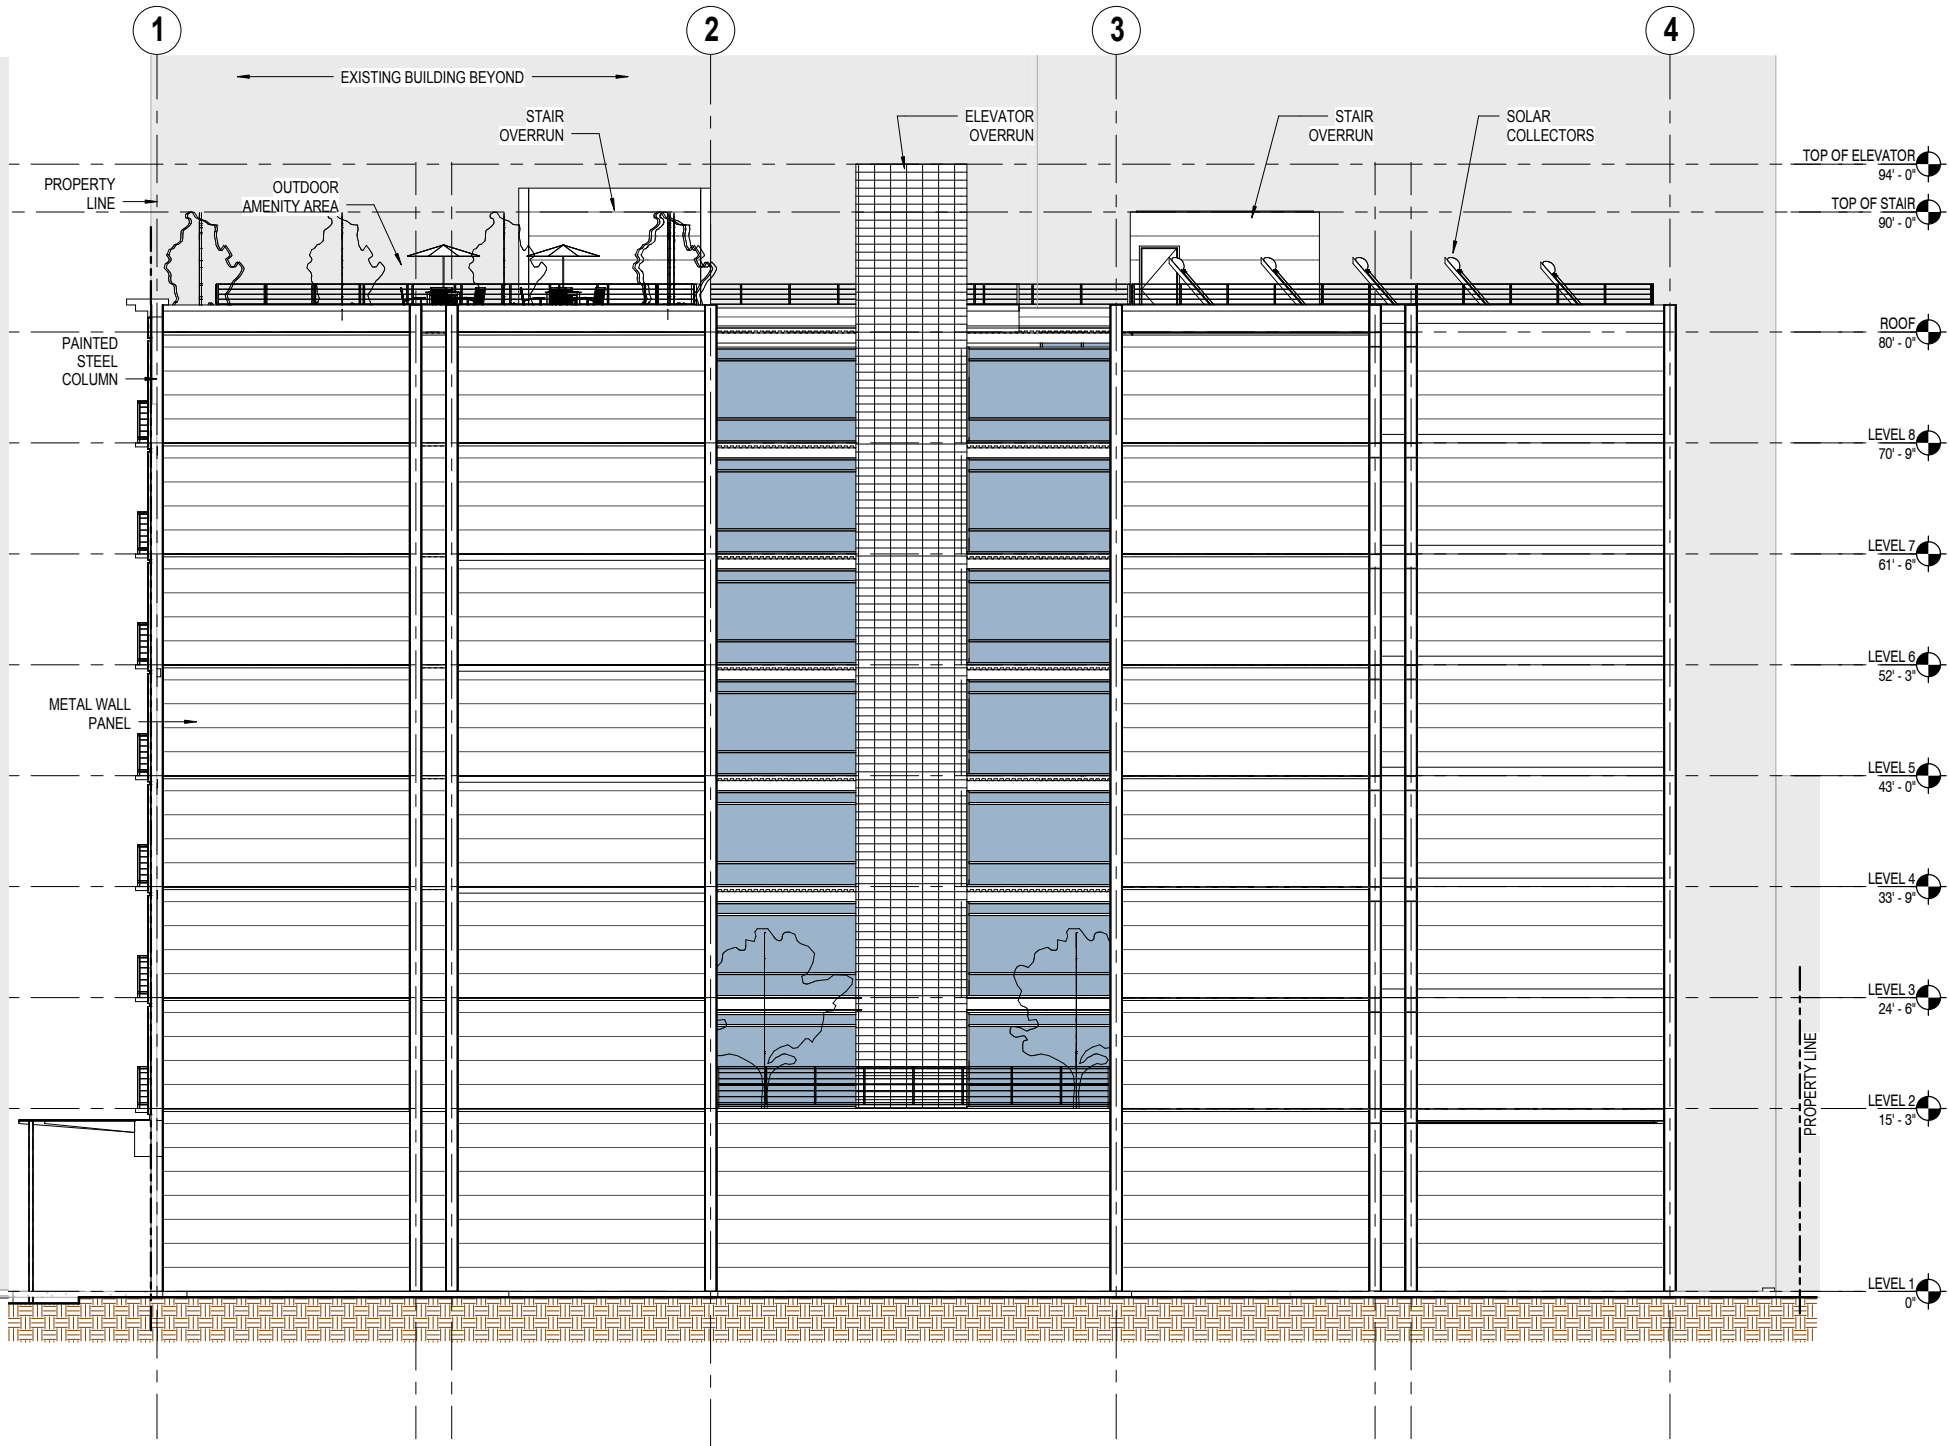 1
2
3
4
EXISTING BUILDING BEYOND
STAIR
OVERRUN
ELEVATOR
OVERRUN
STAIR
OVERRUN
SOLAR
COLLECTORS
TOP OF ELEVATOR
94' - 0"
PROPERTY
LINE
OUTDOOR
AMENITY AREA
TOP OF STAIR
90' - 0"
ROOF
80' - 0"
PAINTED
STEEL
COLUMN
LEVEL 8
70' - 9"
LEVEL 7
61' - 6"
LEVEL 6
52' - 3"
METAL WALL
PANEL
LEVEL 5
43' - 0"
LEVEL 4
33' - 9"
LEVEL 3
24' - 6"
PROPERTY LINE
LEVEL 2
15' - 3"
LEVEL 1
0"